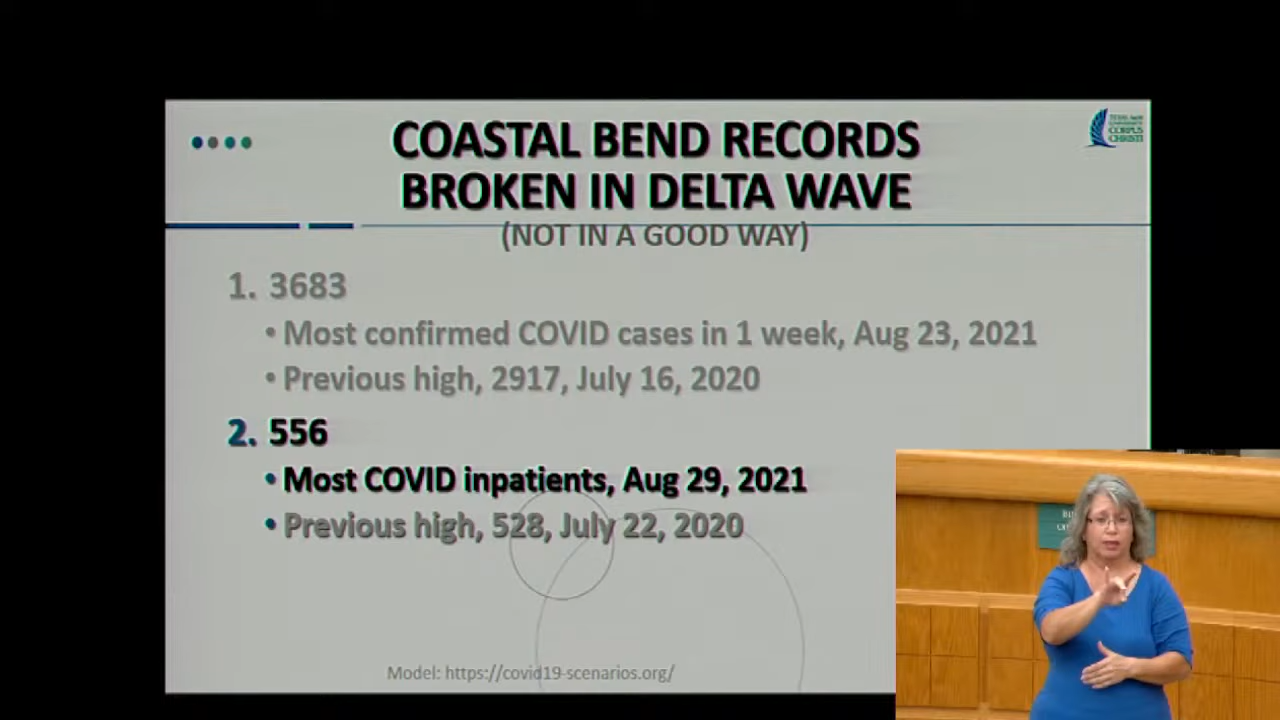 COASTAL BEND RECORDS
BROKEN IN DELTA WAVE
(NOT IN A GOOD WAY)
CORPUS
CHRISTI
1. 3683
• Most confirmed COVID cases in 1 week, Aug 23, 2021
• Previous high, 2917, July 16, 2020
2. 556
• Most COVID inpatients, Aug 29, 2021
• Previous high, 528, July 22, 2020
Model: https://covid19-scenarios.org/